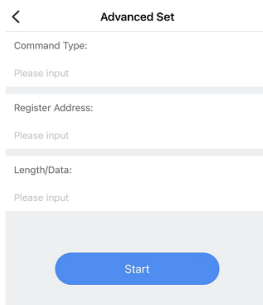 Advanced Set
Command Type:
Please input
Register Address:
Please input
Length/Data:
Please input
Start